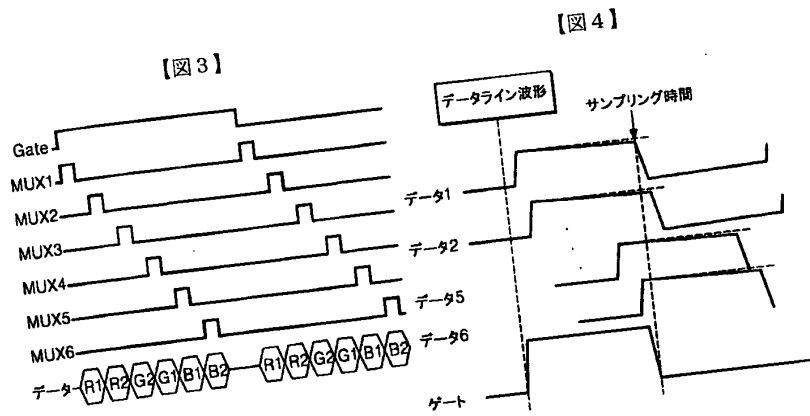 【図3】
Gate
MUX1
MUX2
MUX3
MUX4
MUX5
MUX6
データ R1 R2 G2 G1 B1 B2 R1 R2 G2 G1 B1 B2
【図4】
データライン波形
サンプリング時間
データ1
データ2
データ5
データ6
ゲート